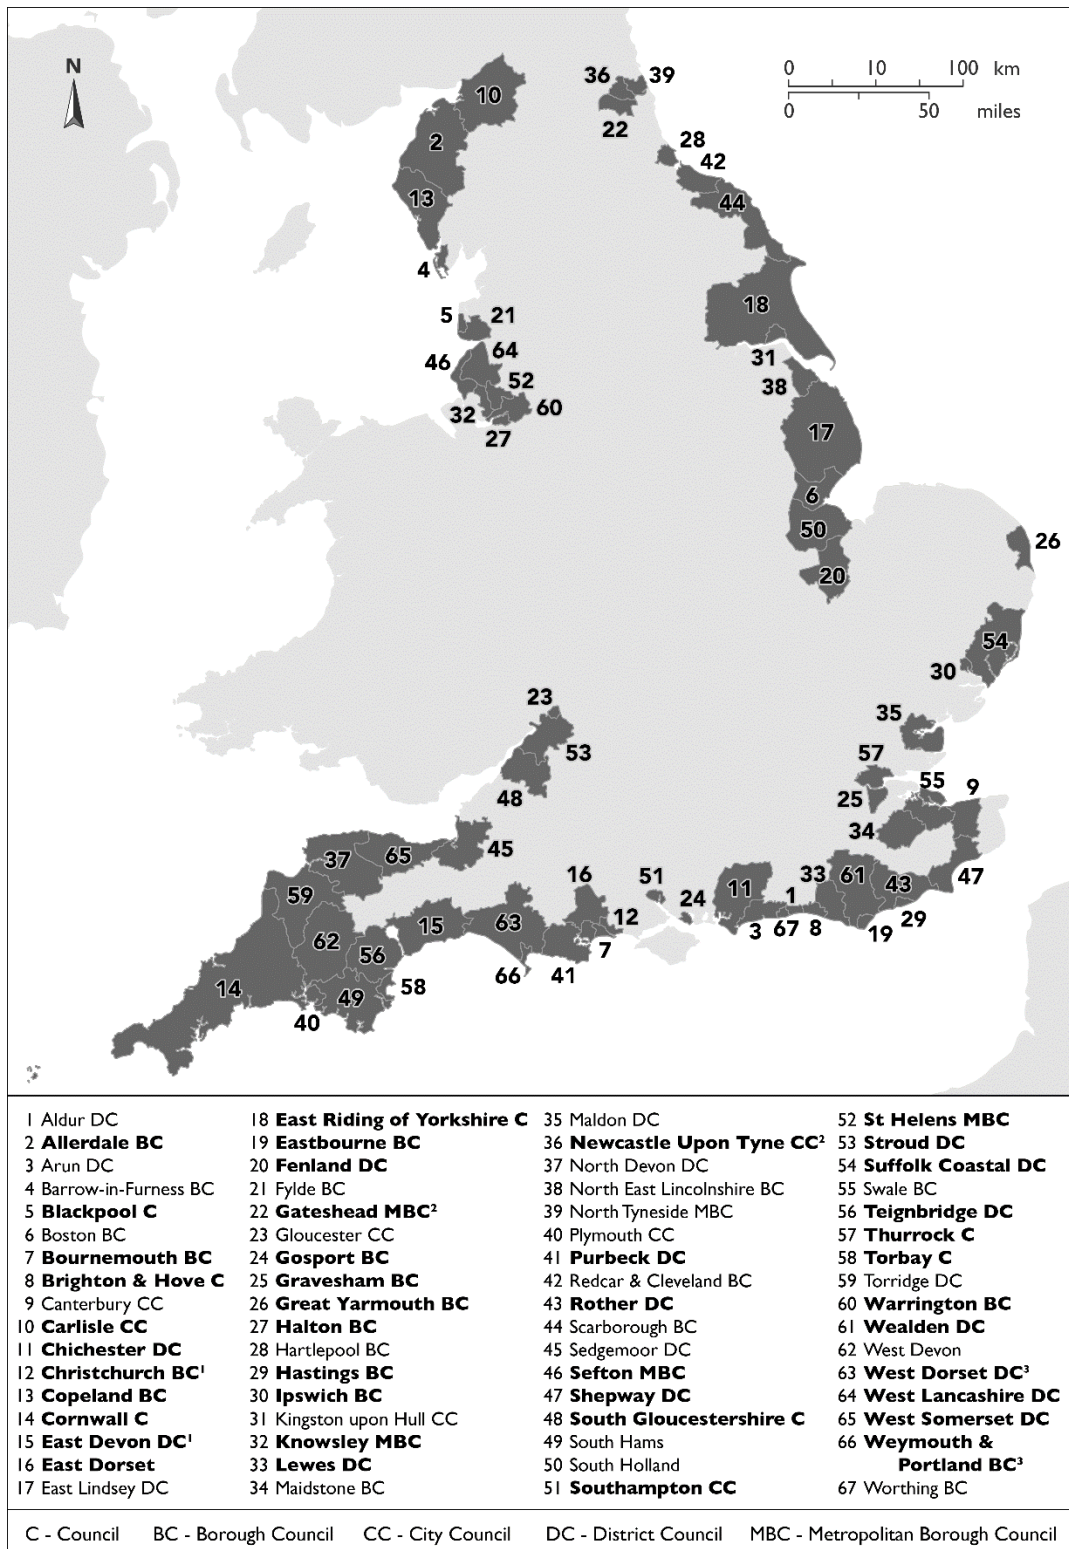 N
0 10 100 km
0 50 miles
36
39
10
22
28
2
42
13
44
4
18
5
21
31
64
46
38
52
32
60
27
17
6
50
26
20
54
30
23
35
53
57
55
9
48
25
34
45
37
65
16
51
33
61
47
59
11
1
43
24
12
63
15
62
3
67
8
19
29
56
7
66
41
58
14
49
40
1 Aldur DC
2 Allerdale BC
3 Arun DC
4 Barrow-in-Furness BC
5 Blackpool C
6 Boston BC
7 Bournemouth BC
8 Brighton & Hove C
9 Canterbury CC
10 Carlisle CC
11 Chichester DC
12 Christchurch BC¹
13 Copeland BC
14 Cornwall C
15 East Devon DC¹
16 East Dorset
17 East Lindsey DC
18 East Riding of Yorkshire C
19 Eastbourne BC
20 Fenland DC
21 Fylde BC
22 Gateshead MBC²
23 Gloucester CC
24 Gosport BC
25 Gravesham BC
26 Great Yarmouth BC
27 Halton BC
28 Hartlepool BC
29 Hastings BC
30 Ipswich BC
31 Kingston upon Hull CC
32 Knowsley MBC
33 Lewes DC
34 Maidstone BC
35 Maldon DC
36 Newcastle Upon Tyne CC²
37 North Devon DC
38 North East Lincolnshire BC
39 North Tyneside MBC
40 Plymouth CC
41 Purbeck DC
42 Redcar & Cleveland BC
43 Rother DC
44 Scarborough BC
45 Sedgemoor DC
46 Sefton MBC
47 Shepway DC
48 South Gloucestershire C
49 South Hams
50 South Holland
51 Southampton CC
52 St Helens MBC
53 Stroud DC
54 Suffolk Coastal DC
55 Swale BC
56 Teignbridge DC
57 Thurrock C
58 Torbay C
59 Torridge DC
60 Warrington BC
61 Wealden DC
62 West Devon
63 West Dorset DC³
64 West Lancashire DC
65 West Somerset DC
66 Weymouth &
Portland BC³
67 Worthing BC
C - Council BC - Borough Council CC - City Council DC - District Council MBC - Metropolitan Borough Council